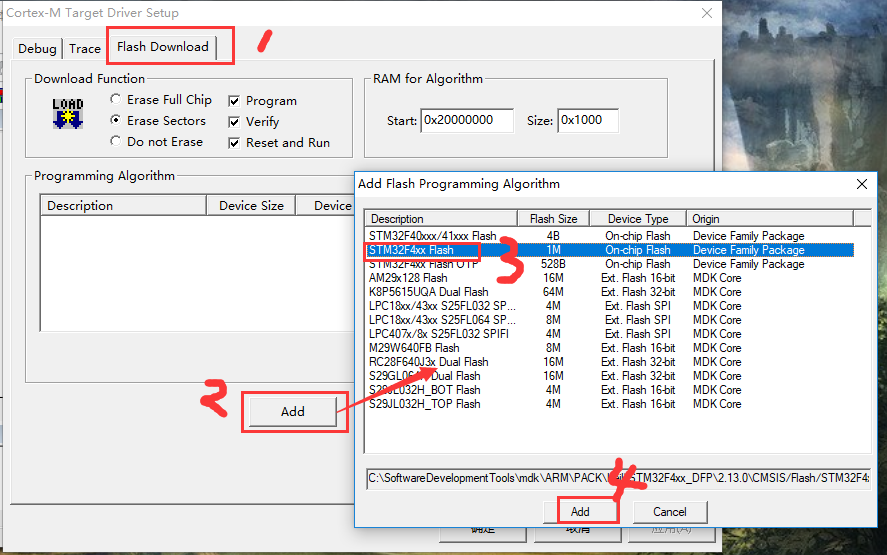 Cortex-M Target Driver Setup
Debug Trace Flash Download
1
Download Function
LOAD
Erase Full Chip
Erase Sectors
Do not Erase
Program
Verify
Reset and Run
RAM for Algorithm
Start: 0x20000000 Size: 0x1000
Programming Algorithm
Description Device Size Device
2
Add
Add Flash Programming Algorithm
Description Flash Size Device Type Origin
STM32F40xxx/41xxx Flash 4B On-chip Flash Device Family Package
STM32F4xx Flash 1M On-chip Flash Device Family Package
3
STM32F4xx Flash OTP 528B On-chip Flash Device Family Package
AM29x128 Flash 16M Ext. Flash 16-bit MDK Core
K8P5615UQA Dual Flash 64M Ext. Flash 32-bit MDK Core
LPC18xx/43xx S25FL032 SP... 4M Ext. Flash SPI MDK Core
LPC18xx/43xx S25FL064 SP... 8M Ext. Flash SPI MDK Core
LPC407x/8x S25FL032 SPIFI 4M Ext. Flash SPI MDK Core
M29W640FB Flash 8M Ext. Flash 16-bit MDK Core
RC28F640J3x Dual Flash 16M Ext. Flash 32-bit MDK Core
Dual Flash 16M Ext. Flash 32-bit MDK Core
S29JL032H_BOT Flash 4M Ext. Flash 16-bit MDK Core
S29JL032H_TOP Flash 4M Ext. Flash 16-bit MDK Core
4
C:\SoftwareDevelopmentTools\mdk\ARM\PACK\ STM32F4xx_DFP\2.13.0\CMSIS/Flash/STM32F4x
Add Cancel
确定 取消 应用(A)